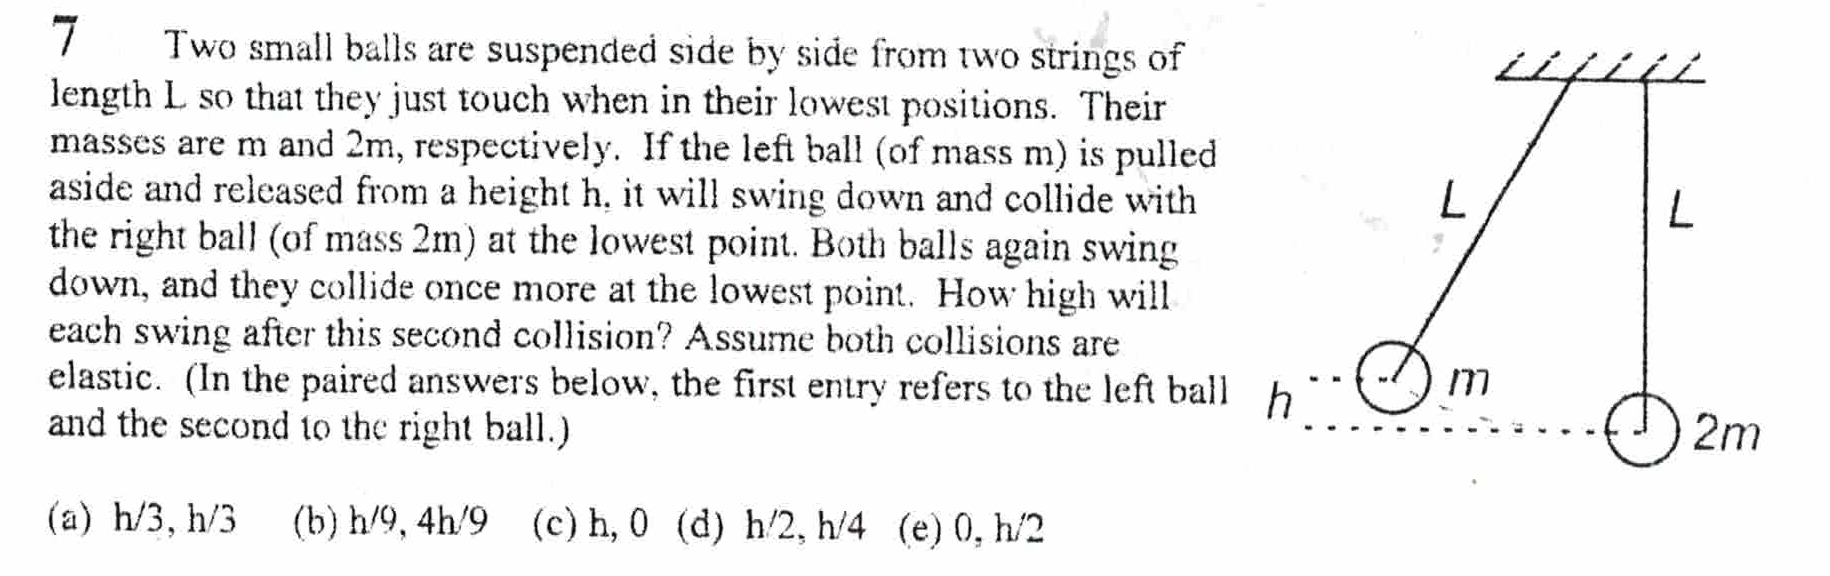 7 Two small balls are suspended side by side from two strings of
length L so that they just touch when in their lowest positions. Their
masses are m and 2m, respectively. If the left ball (of mass m) is pulled
aside and released from a height h, it will swing down and collide with
the right ball (of mass 2m) at the lowest point. Both balls again swing
down, and they collide once more at the lowest point. How high will
each swing after this second collision? Assume both collisions are
elastic. (In the paired answers below, the first entry refers to the left ball
and the second to the right ball.)
(a) h/3, h/3 (b) h/9, 4h/9 (c) h, 0 (d) h/2, h/4 (e) 0, h/2
L
L
h
m
2m